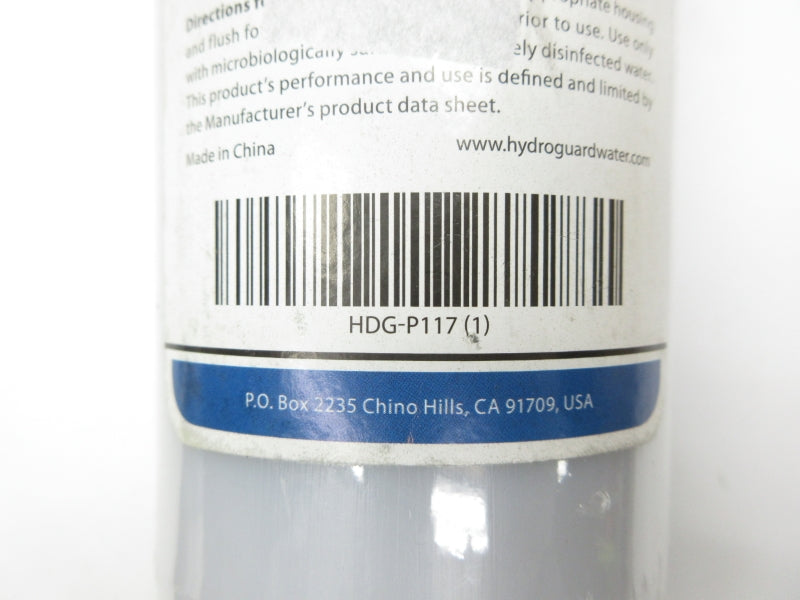 Directions
rior to use. Use only
and flush fo
with microbiologically ely disinfected water.
This product's performance and use is defined and limited by
the Manufacturer's product data sheet.
Made in China www.hydroguardwater.com
HDG-P117 (1)
P.O. Box 2235 Chino Hills, CA 91709, USA